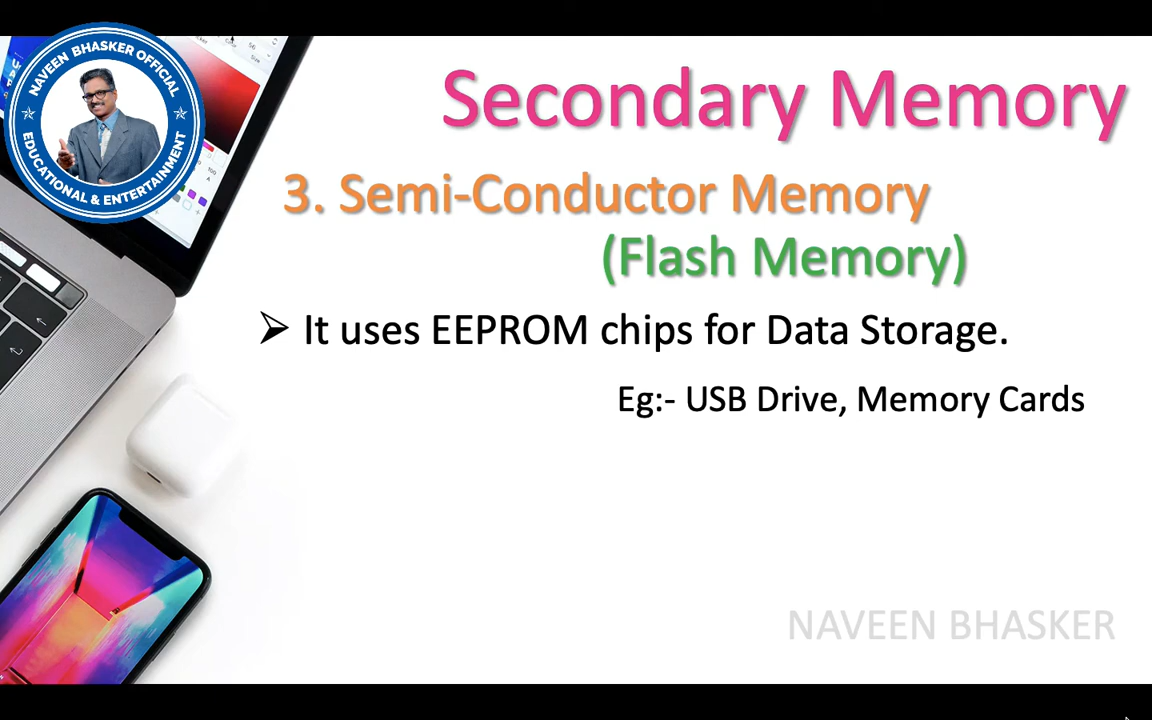 NAVEEN BHASKER OFFICIAL
EDUCATIONAL & ENTERTAINMENT
Secondary Memory
3. Semi-Conductor Memory
(Flash Memory)
➢ It uses EEPROM chips for Data Storage.
Eg:- USB Drive, Memory Cards
NAVEEN BHASKER